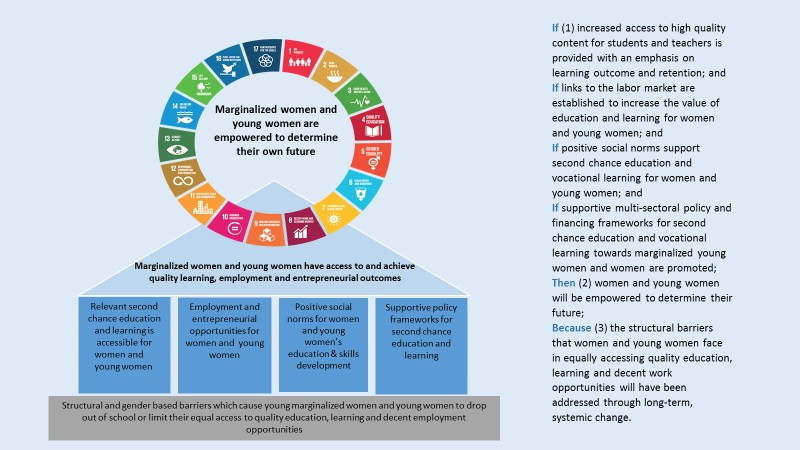 17
1
2
3
4 QUALITY
EDUCATION
5 GENDER
EQUALITY
6
7
8
9
10
11
12
13
14
15
16
Marginalized women and
young women are
empowered to determine
their own future
Marginalized women and young women have access to and achieve
quality learning, employment and entrepreneurial outcomes
Relevant second
chance education
and learning is
accessible for
women and
young women
Employment and
entrepreneurial
opportunities for
women and young
women
Positive social
norms for women
and young
women's
education & skills
development
Supportive policy
frameworks for
second chance
education and
learning
Structural and gender based barriers which cause young marginalized women and young women to drop
out of school or limit their equal access to quality education, learning and decent employment
opportunities
If (1) increased access to high quality
content for students and teachers is
provided with an emphasis on
learning outcome and retention; and
If links to the labor market are
established to increase the value of
education and learning for women
and young women; and
If positive social norms support
second chance education and
vocational learning for women and
young women; and
If supportive multi-sectoral policy and
financing frameworks for second
chance education and vocational
learning towards marginalized young
women and women are promoted;
Then (2) women and young women
will be empowered to determine their
future;
Because (3) the structural barriers
that women and young women face
in equally accessing quality education,
learning and decent work
opportunities will have been
addressed through long-term,
systemic change.